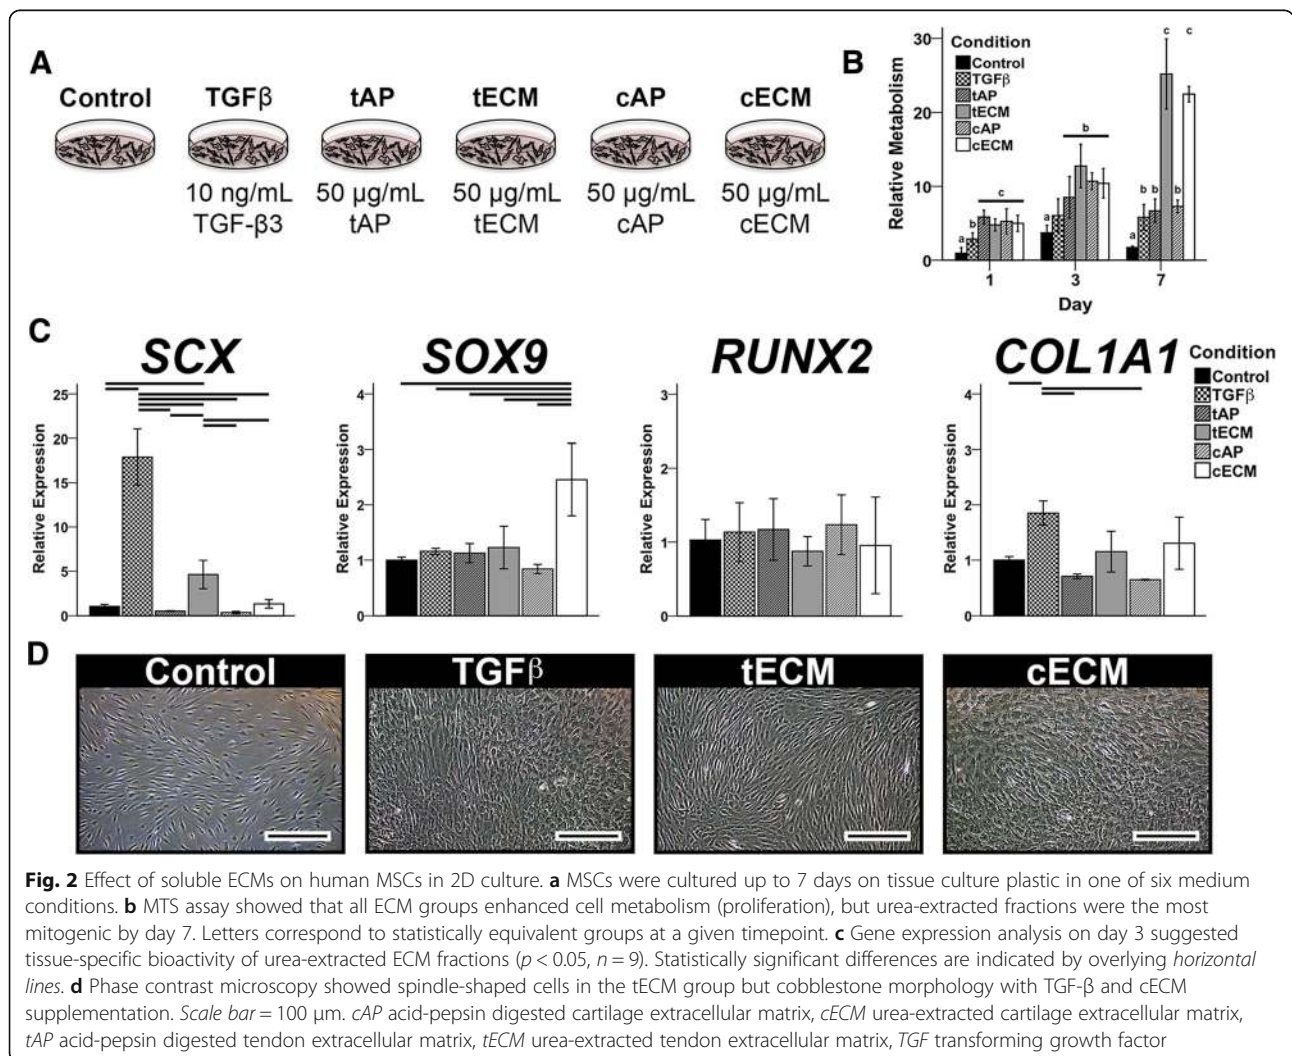 A
Control TGFβ tAP tECM cAP cECM
10 ng/mL 50 µg/mL 50 µg/mL 50 µg/mL 50 µg/mL
TGF-β3 tAP tECM cAP cECM
B
Relative Metabolism
30
20
10
0
Condition
Control
TGFβ
tAP
tECM
cAP
cECM
a b c
a b
a b b c b c
1 3 7
Day
C
SCX SOX9 RUNX2 COL1A1
Relative Expression
25
20
15
10
5
0
Relative Expression
4
3
2
1
0
Relative Expression
3
2
1
0
Relative Expression
4
3
2
1
0
Condition
Control
TGFβ
tAP
tECM
cAP
cECM
D
Control TGFβ tECM cECM
Fig. 2 Effect of soluble ECMs on human MSCs in 2D culture. a MSCs were cultured up to 7 days on tissue culture plastic in one of six medium
conditions. b MTS assay showed that all ECM groups enhanced cell metabolism (proliferation), but urea-extracted fractions were the most
mitogenic by day 7. Letters correspond to statistically equivalent groups at a given timepoint. c Gene expression analysis on day 3 suggested
tissue-specific bioactivity of urea-extracted ECM fractions (p < 0.05, n = 9). Statistically significant differences are indicated by overlying horizontal
lines. d Phase contrast microscopy showed spindle-shaped cells in the tECM group but cobblestone morphology with TGF-β and cECM
supplementation. Scale bar = 100 µm. cAP acid-pepsin digested cartilage extracellular matrix, cECM urea-extracted cartilage extracellular matrix,
tAP acid-pepsin digested tendon extracellular matrix, tECM urea-extracted tendon extracellular matrix, TGF transforming growth factor